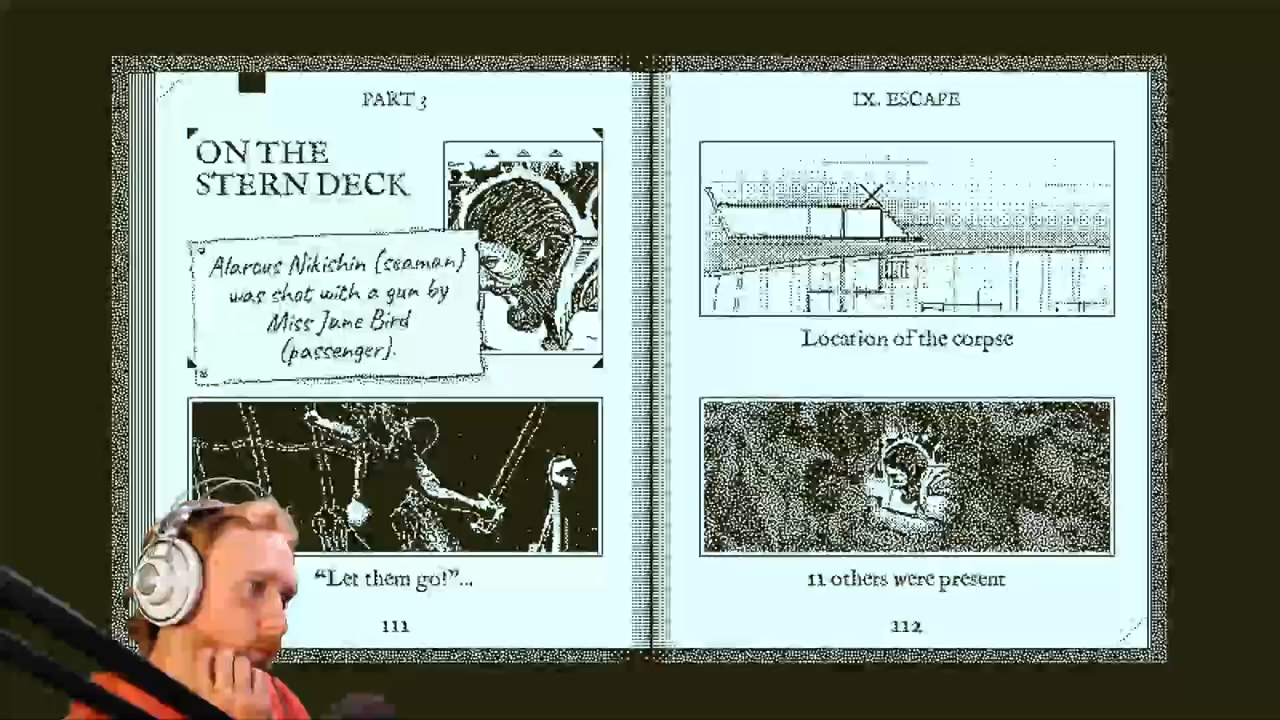 PART 3
ON THE
STERN DECK
Alarcus Nikishin (seaman)
was shot with a gun by
Miss Jane Bird
(passenger).
"Let them go!"...
111
IX. ESCAPE
Location of the corpse
11 others were present
112